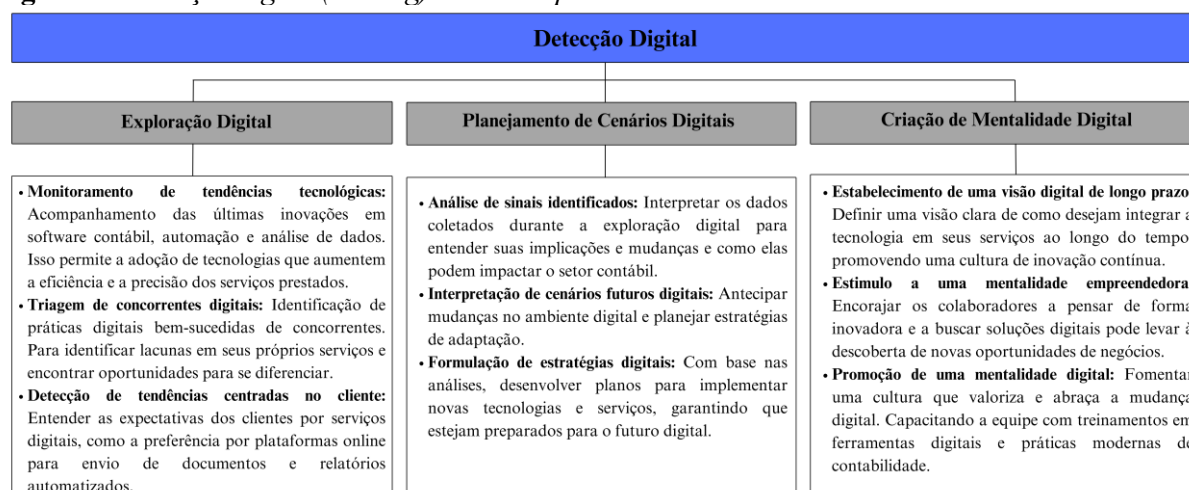 Detecção Digital
Exploração Digital
• Monitoramento de tendências tecnológicas:
Acompanhamento das últimas inovações em
software contábil, automação e análise de dados.
Isso permite a adoção de tecnologias que aumentem
a eficiência e a precisão dos serviços prestados.
• Triagem de concorrentes digitais: Identificação de
práticas digitais bem-sucedidas de concorrentes.
Para identificar lacunas em seus próprios serviços e
encontrar oportunidades para se diferenciar.
• Detecção de tendências centradas no cliente:
Entender as expectativas dos clientes por serviços
digitais, como a preferência por plataformas online
para envio de documentos e relatórios
automatizados.
Planejamento de Cenários Digitais
• Análise de sinais identificados: Interpretar os dados
coletados durante a exploração digital para
entender suas implicações e mudanças e como elas
podem impactar o setor contábil.
• Interpretação de cenários futuros digitais: Antecipar
mudanças no ambiente digital e planejar estratégias
de adaptação.
• Formulação de estratégias digitais: Com base nas
análises, desenvolver planos para implementar
novas tecnologias e serviços, garantindo que
estejam preparados para o futuro digital.
Criação de Mentalidade Digital
• Estabelecimento de uma visão digital de longo prazo
Definir uma visão clara de como desejam integrar a
tecnologia em seus serviços ao longo do tempo
promovendo uma cultura de inovação contínua.
• Estimulo a uma mentalidade empreendedora
Encorajar os colaboradores a pensar de forma
inovadora e a buscar soluções digitais pode levar à
descoberta de novas oportunidades de negócios.
• Promoção de uma mentalidade digital: Fomentar
uma cultura que valoriza e abraça a mudança
digital. Capacitando a equipe com treinamentos em
ferramentas digitais e práticas modernas de
contabilidade.